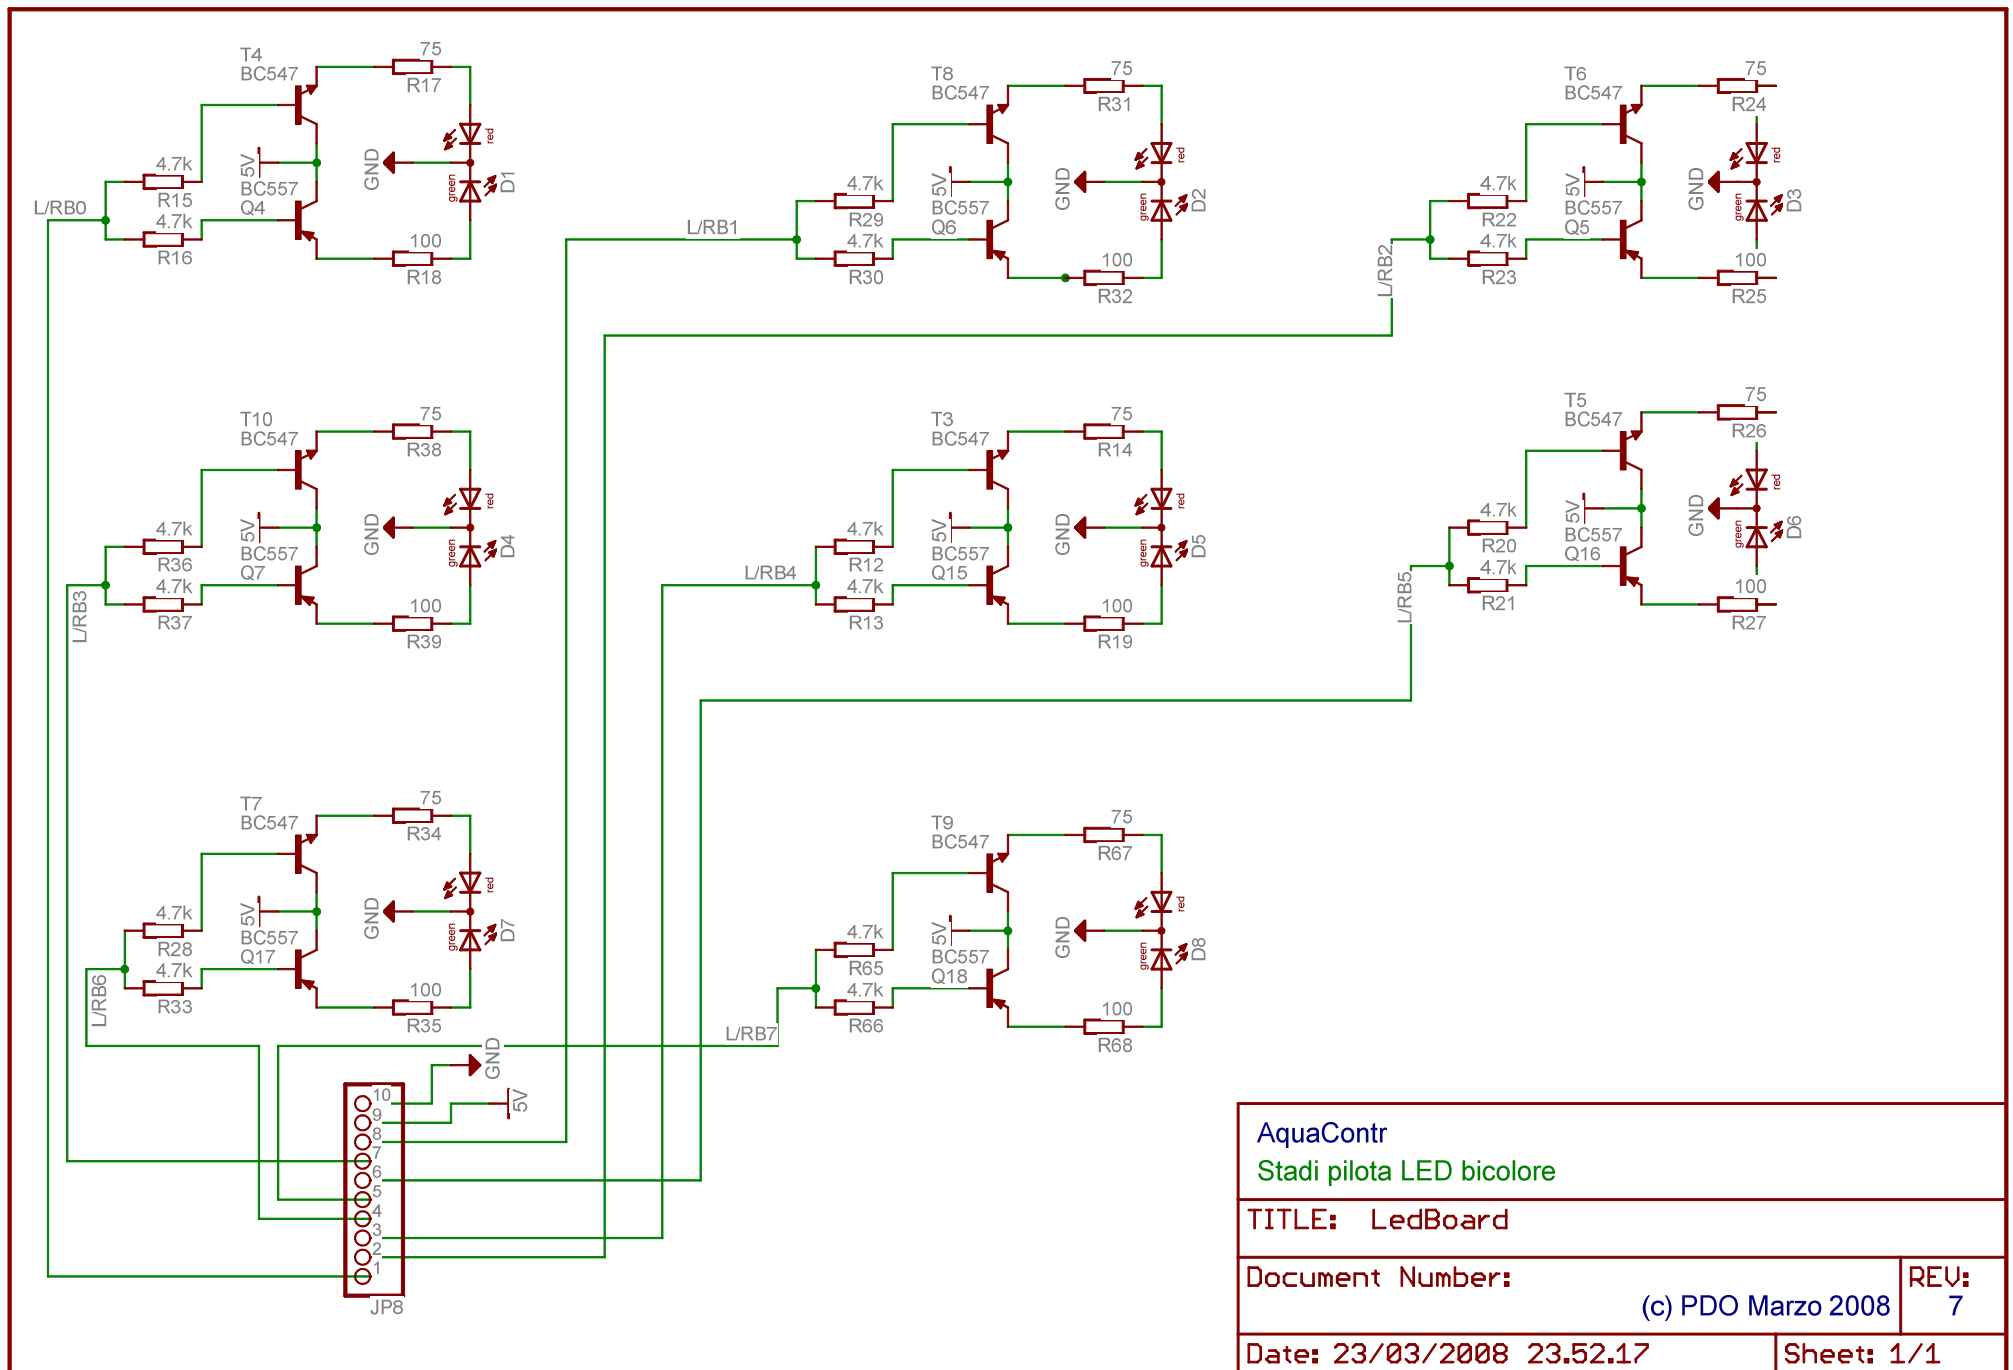 T4
BC547
75
R17
red
5V
GND
green
D1
4.7k
R15
BC557
Q4
L/RB0
4.7k
R16
100
R18
T8
BC547
75
R31
red
5V
GND
green
D2
4.7k
R29
BC557
Q6
L/RB1
4.7k
R30
100
R32
T6
BC547
75
R24
red
5V
GND
green
D3
4.7k
R22
BC557
Q5
L/RB2
4.7k
R23
100
R25
T10
BC547
75
R38
red
5V
GND
green
D4
4.7k
R36
BC557
Q7
L/RB3
4.7k
R37
100
R39
T3
BC547
75
R14
red
5V
GND
green
D5
4.7k
R12
BC557
Q15
L/RB4
4.7k
R13
100
R19
T5
BC547
75
R26
red
5V
GND
green
D6
4.7k
R20
BC557
Q16
L/RB5
4.7k
R21
100
R27
T7
BC547
75
R34
red
5V
GND
green
D7
4.7k
R28
BC557
Q17
L/RB6
4.7k
R33
100
R35
T9
BC547
75
R67
red
5V
GND
green
D8
4.7k
R65
BC557
Q18
L/RB7
4.7k
R66
100
R68
GND
5V
10
9
8
7
6
5
4
3
2
1
JP8
AquaContr
Stadi pilota LED bicolore
TITLE: LedBoard
Document Number:
(c) PDO Marzo 2008
REV:
7
Date: 23/03/2008 23.52.17
Sheet: 1/1